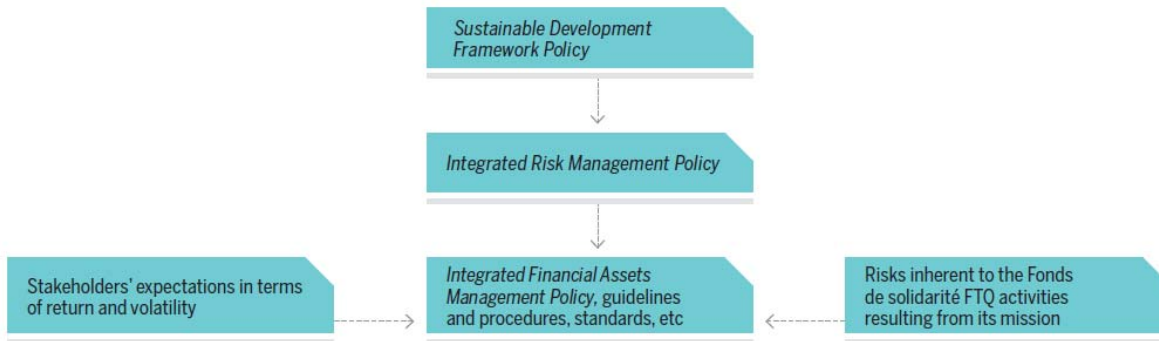 Sustainable Development
Framework Policy
Integrated Risk Management Policy
Stakeholders’ expectations in terms
of return and volatility
Integrated Financial Assets
Management Policy, guidelines
and procedures, standards, etc
Risks inherent to the Fonds
de solidarité FTQ activities
resulting from its mission